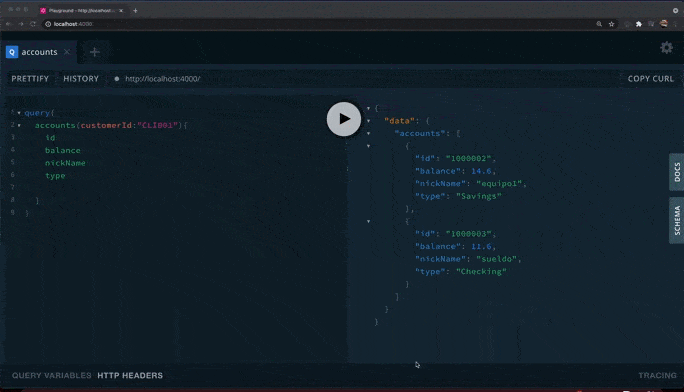 Playground - http://localhost:
localhost:4000
Q accounts
PRETTIFY HISTORY http://localhost:4000/ COPY CURL
1 query{
2 accounts(customerId:"CLI001"){
3 id
4 balance
5 nickName
6 type
7
8 }
9 }
{
"data": {
"accounts": [
{
"id": "1000002",
"balance": 14.6,
"nickName": "equipo1",
"type": "Savings"
},
{
"id": "1000003",
"balance": 11.6,
"nickName": "sueldo",
"type": "Checking"
}
]
}
}
DOCS
SCHEMA
QUERY VARIABLES HTTP HEADERS TRACING